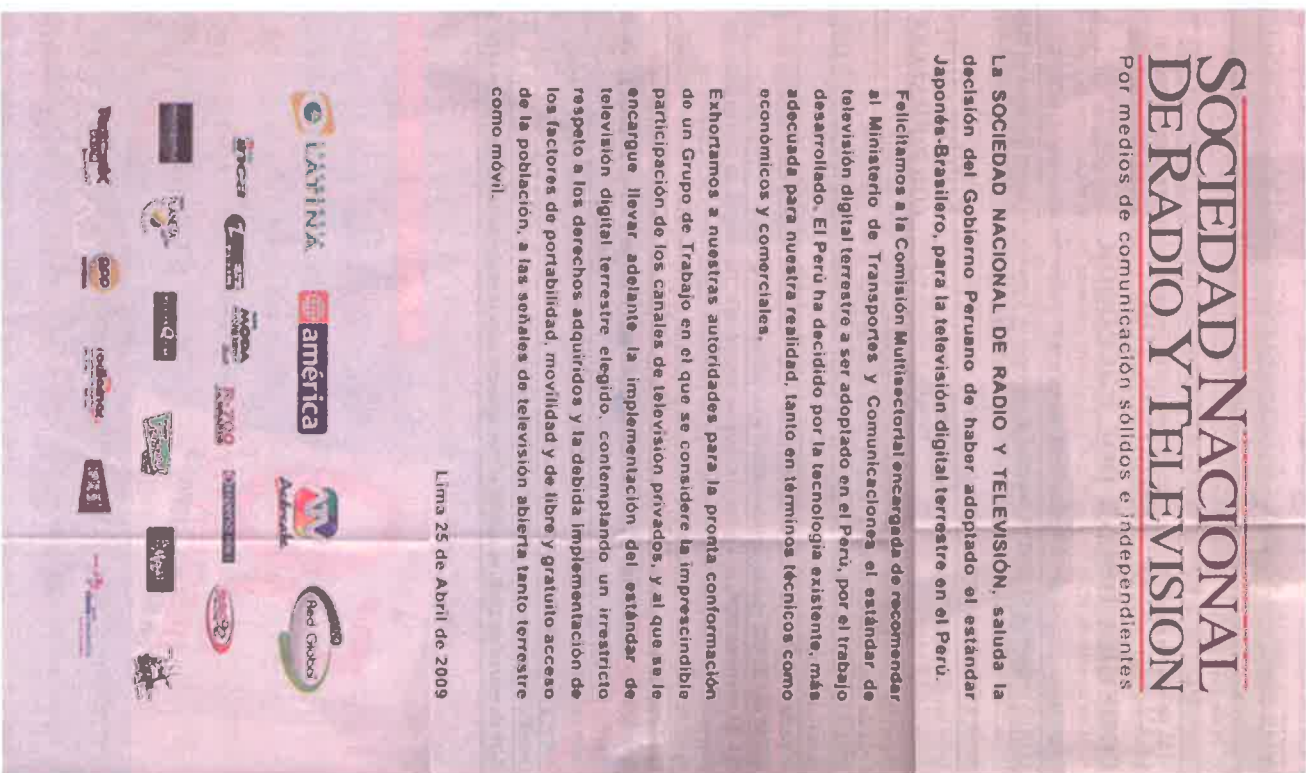 SOCIEDAD NACIONAL
DE RADIO Y TELEVISION
Por medios de comunicación sólidos e independientes
La SOCIEDAD NACIONAL DE RADIO Y TELEVISIÓN, saluda la
decisión del Gobierno Peruano de haber adoptado el estándar
Japonés-Brasilero, para la televisión digital terrestre en el Perú.
Felicitamos a la Comisión Multisectorial encargada de recomendar
al Ministerio de Transportes y Comunicaciones el estándar de
televisión digital terrestre a ser adoptado en el Perú, por el trabajo
desarrollado. El Perú ha decidido por la tecnología existente, más
adecuada para nuestra realidad, tanto en términos técnicos como
económicos y comerciales.
Exhortamos a nuestras autoridades para la pronta conformación
de un Grupo de Trabajo en el que se considere la imprescindible
participación de los canales de televisión privados, y al que se le
encargue llevar adelante la implementación del estándar de
televisión digital terrestre elegido, contemplando un irrestricto
respeto a los derechos adquiridos y la debida implementación de
los factores de portabilidad, movilidad y de libre y gratuito acceso
de la población, a las señales de televisión abierta tanto terrestre
como móvil.
Lima 25 de Abril de 2009
LATINA
américa
Andina
Red Global
inca
MODA
RITMO
PLANETA